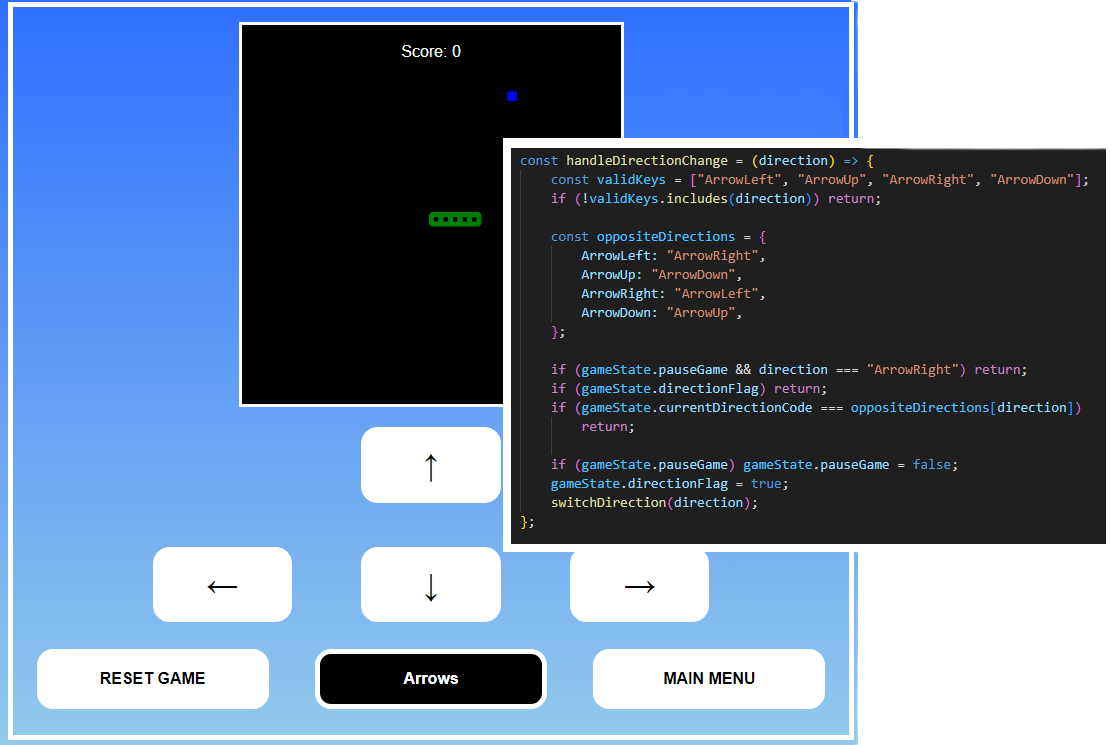 Score: 0
const handleDirectionChange = (direction) => {
    const validKeys = ["ArrowLeft", "ArrowUp", "ArrowRight", "ArrowDown"];
    if (!validKeys.includes(direction)) return;
    const oppositeDirections = {
        ArrowLeft: "ArrowRight",
        ArrowUp: "ArrowDown",
        ArrowRight: "ArrowLeft",
        ArrowDown: "ArrowUp",
    };
    if (gameState.pauseGame && direction === "ArrowRight") return;
    if (gameState.directionFlag) return;
    if (gameState.currentDirectionCode === oppositeDirections[direction])
        return;
    if (gameState.pauseGame) gameState.pauseGame = false;
    gameState.directionFlag = true;
    switchDirection(direction);
};
↑
← ↓ →
RESET GAME Arrows MAIN MENU